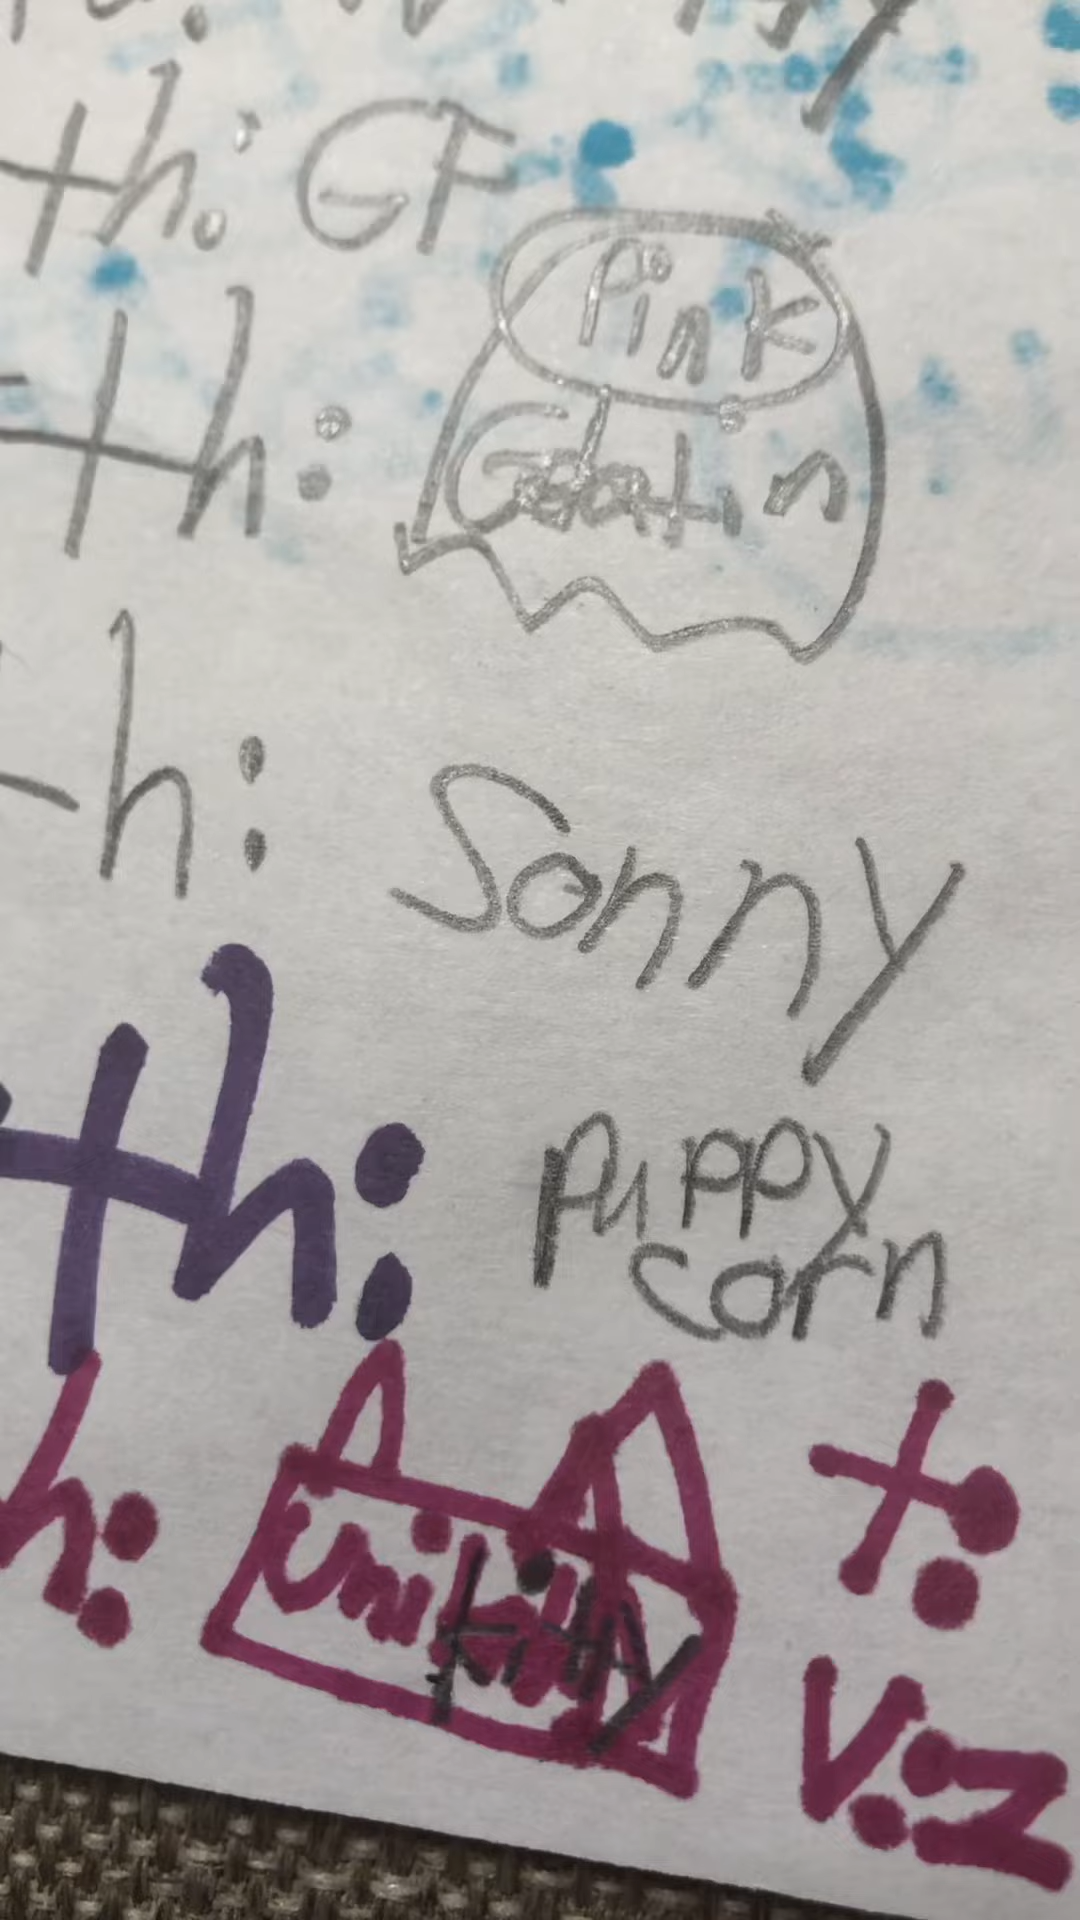 th: GF
Pink
th: Gelatin
h: Sonny
th: Puppy
corn
h: Uni kitty t:
V:Z